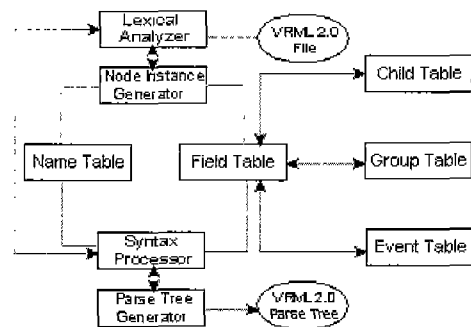 Lexical
Analyzer
VRML 2.0
File
Node Instance
Generator
Child Table
Name Table
Field Table
Group Table
Syntax
Processor
Event Table
Parse Tree
Generator
VRML 2.0
Parse Tree